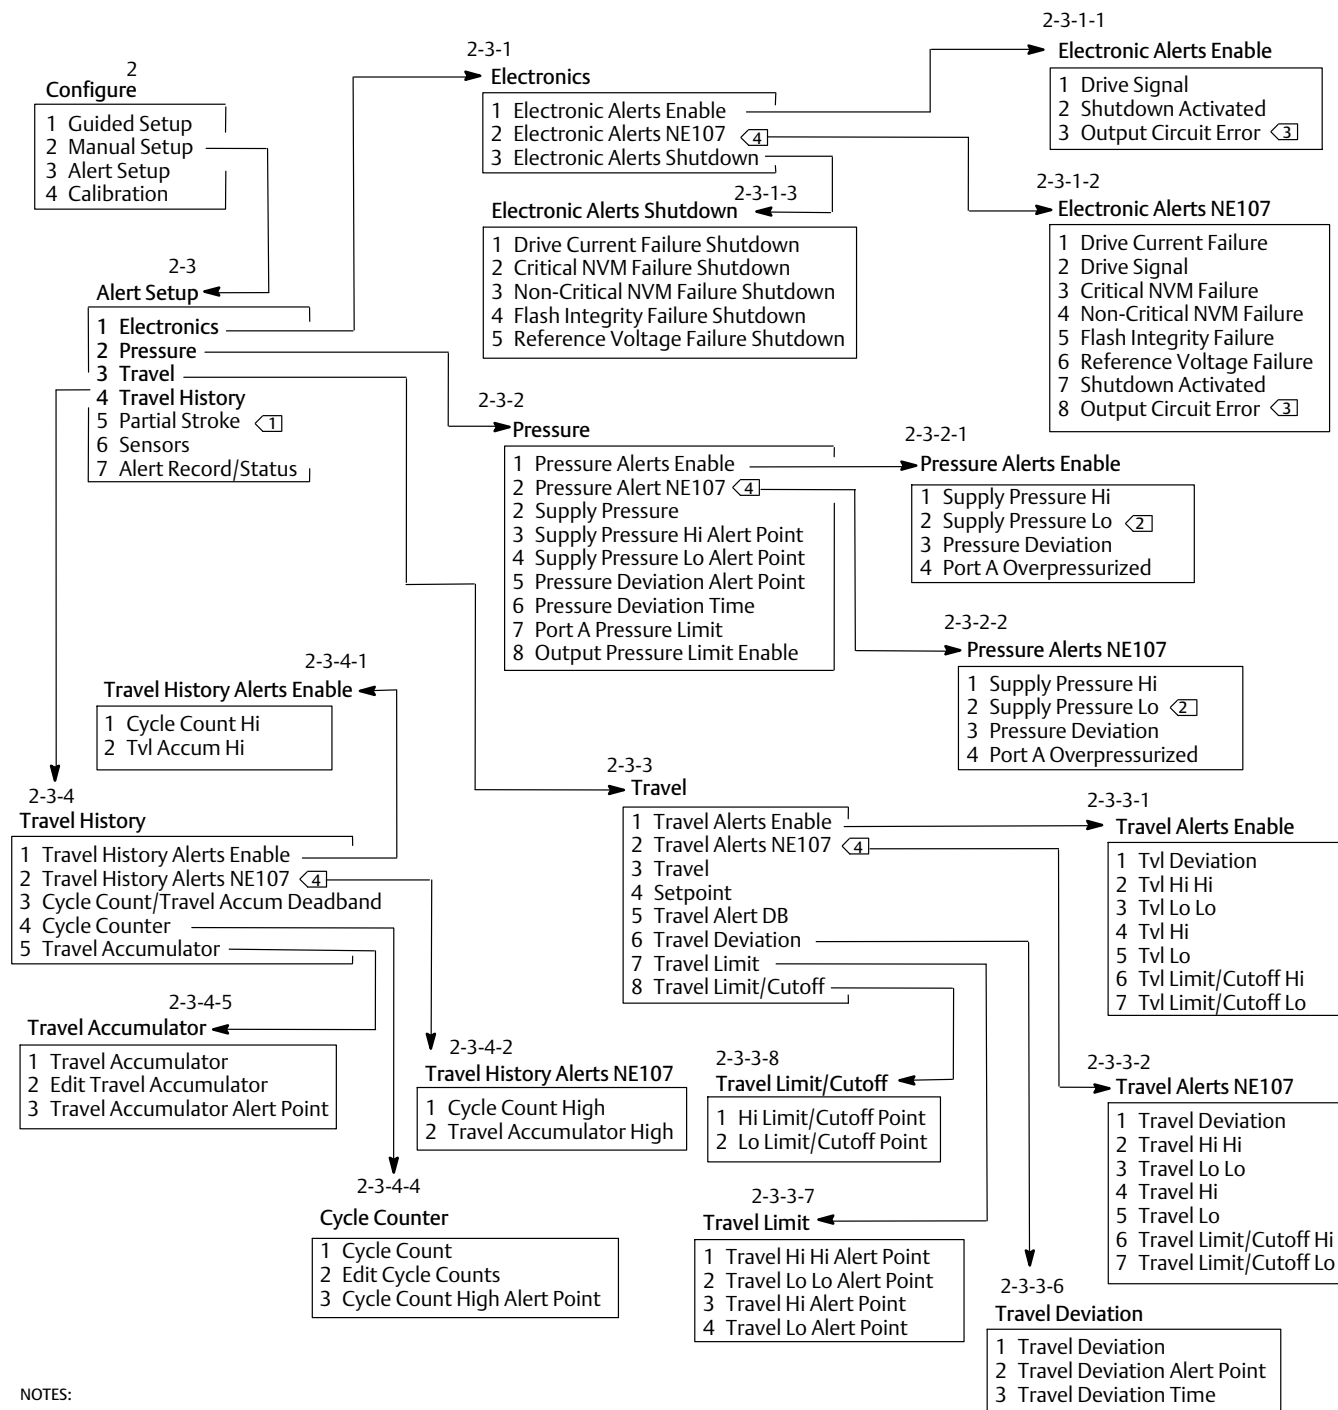 2
Configure
1 Guided Setup
2 Manual Setup
3 Alert Setup
4 Calibration
2-3
Alert Setup
1 Electronics
2 Pressure
3 Travel
4 Travel History
5 Partial Stroke 1
6 Sensors
7 Alert Record/Status
2-3-1
Electronics
1 Electronic Alerts Enable
2 Electronic Alerts NE107 4
3 Electronic Alerts Shutdown
2-3-1-1
Electronic Alerts Enable
1 Drive Signal
2 Shutdown Activated
3 Output Circuit Error 3
2-3-1-2
Electronic Alerts NE107
1 Drive Current Failure
2 Drive Signal
3 Critical NVM Failure
4 Non-Critical NVM Failure
5 Flash Integrity Failure
6 Reference Voltage Failure
7 Shutdown Activated
8 Output Circuit Error 3
2-3-1-3
Electronic Alerts Shutdown
1 Drive Current Failure Shutdown
2 Critical NVM Failure Shutdown
3 Non-Critical NVM Failure Shutdown
4 Flash Integrity Failure Shutdown
5 Reference Voltage Failure Shutdown
2-3-2
Pressure
1 Pressure Alerts Enable
2 Pressure Alert NE107 4
2 Supply Pressure
3 Supply Pressure Hi Alert Point
4 Supply Pressure Lo Alert Point
5 Pressure Deviation Alert Point
6 Pressure Deviation Time
7 Port A Pressure Limit
8 Output Pressure Limit Enable
2-3-2-1
Pressure Alerts Enable
1 Supply Pressure Hi
2 Supply Pressure Lo 2
3 Pressure Deviation
4 Port A Overpressurized
2-3-2-2
Pressure Alerts NE107
1 Supply Pressure Hi
2 Supply Pressure Lo 2
3 Pressure Deviation
4 Port A Overpressurized
2-3-4-1
Travel History Alerts Enable
1 Cycle Count Hi
2 Tvl Accum Hi
2-3-4
Travel History
1 Travel History Alerts Enable
2 Travel History Alerts NE107 4
3 Cycle Count/Travel Accum Deadband
4 Cycle Counter
5 Travel Accumulator
2-3-4-5
Travel Accumulator
1 Travel Accumulator
2 Edit Travel Accumulator
3 Travel Accumulator Alert Point
2-3-4-2
Travel History Alerts NE107
1 Cycle Count High
2 Travel Accumulator High
2-3-4-4
Cycle Counter
1 Cycle Count
2 Edit Cycle Counts
3 Cycle Count High Alert Point
2-3-3
Travel
1 Travel Alerts Enable
2 Travel Alerts NE107 4
3 Travel
4 Setpoint
5 Travel Alert DB
6 Travel Deviation
7 Travel Limit
8 Travel Limit/Cutoff
2-3-3-1
Travel Alerts Enable
1 Tvl Deviation
2 Tvl Hi Hi
3 Tvl Lo Lo
4 Tvl Hi
5 Tvl Lo
6 Tvl Limit/Cutoff Hi
7 Tvl Limit/Cutoff Lo
2-3-3-2
Travel Alerts NE107
1 Travel Deviation
2 Travel Hi Hi
3 Travel Lo Lo
4 Travel Hi
5 Travel Lo
6 Travel Limit/Cutoff Hi
7 Travel Limit/Cutoff Lo
2-3-3-8
Travel Limit/Cutoff
1 Hi Limit/Cutoff Point
2 Lo Limit/Cutoff Point
2-3-3-7
Travel Limit
1 Travel Hi Hi Alert Point
2 Travel Lo Lo Alert Point
3 Travel Hi Alert Point
4 Travel Lo Alert Point
2-3-3-6
Travel Deviation
1 Travel Deviation
2 Travel Deviation Alert Point
3 Travel Deviation Time
NOTES: